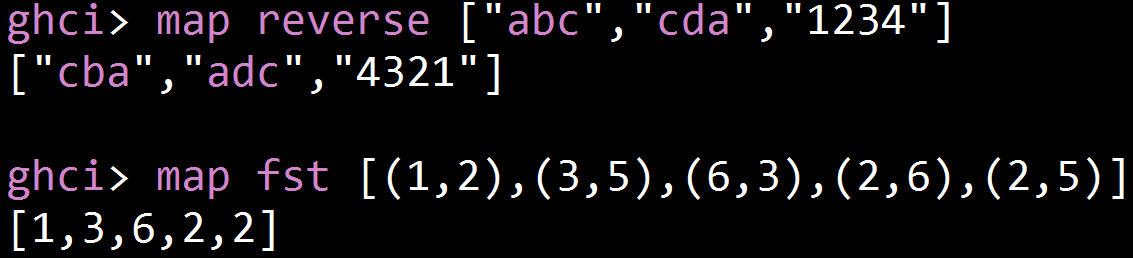 ghci> map reverse ["abc","cda","1234"]
["cba","adc","4321"]
ghci> map fst [(1,2),(3,5),(6,3),(2,6),(2,5)]
[1,3,6,2,2]